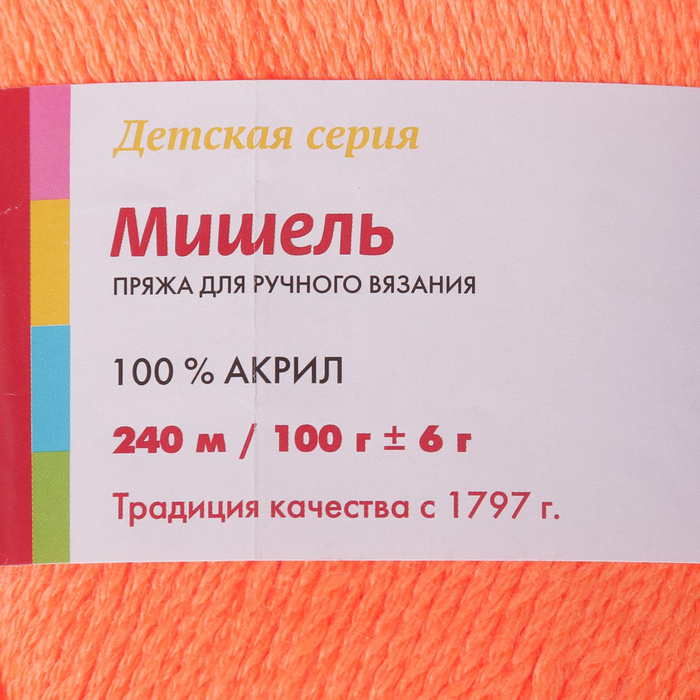 Детская серия
Мишель
ПРЯЖА ДЛЯ РУЧНОГО ВЯЗАНИЯ
100 % АКРИЛ
240 м / 100 г ± 6 г
Традиция качества с 1797 г.